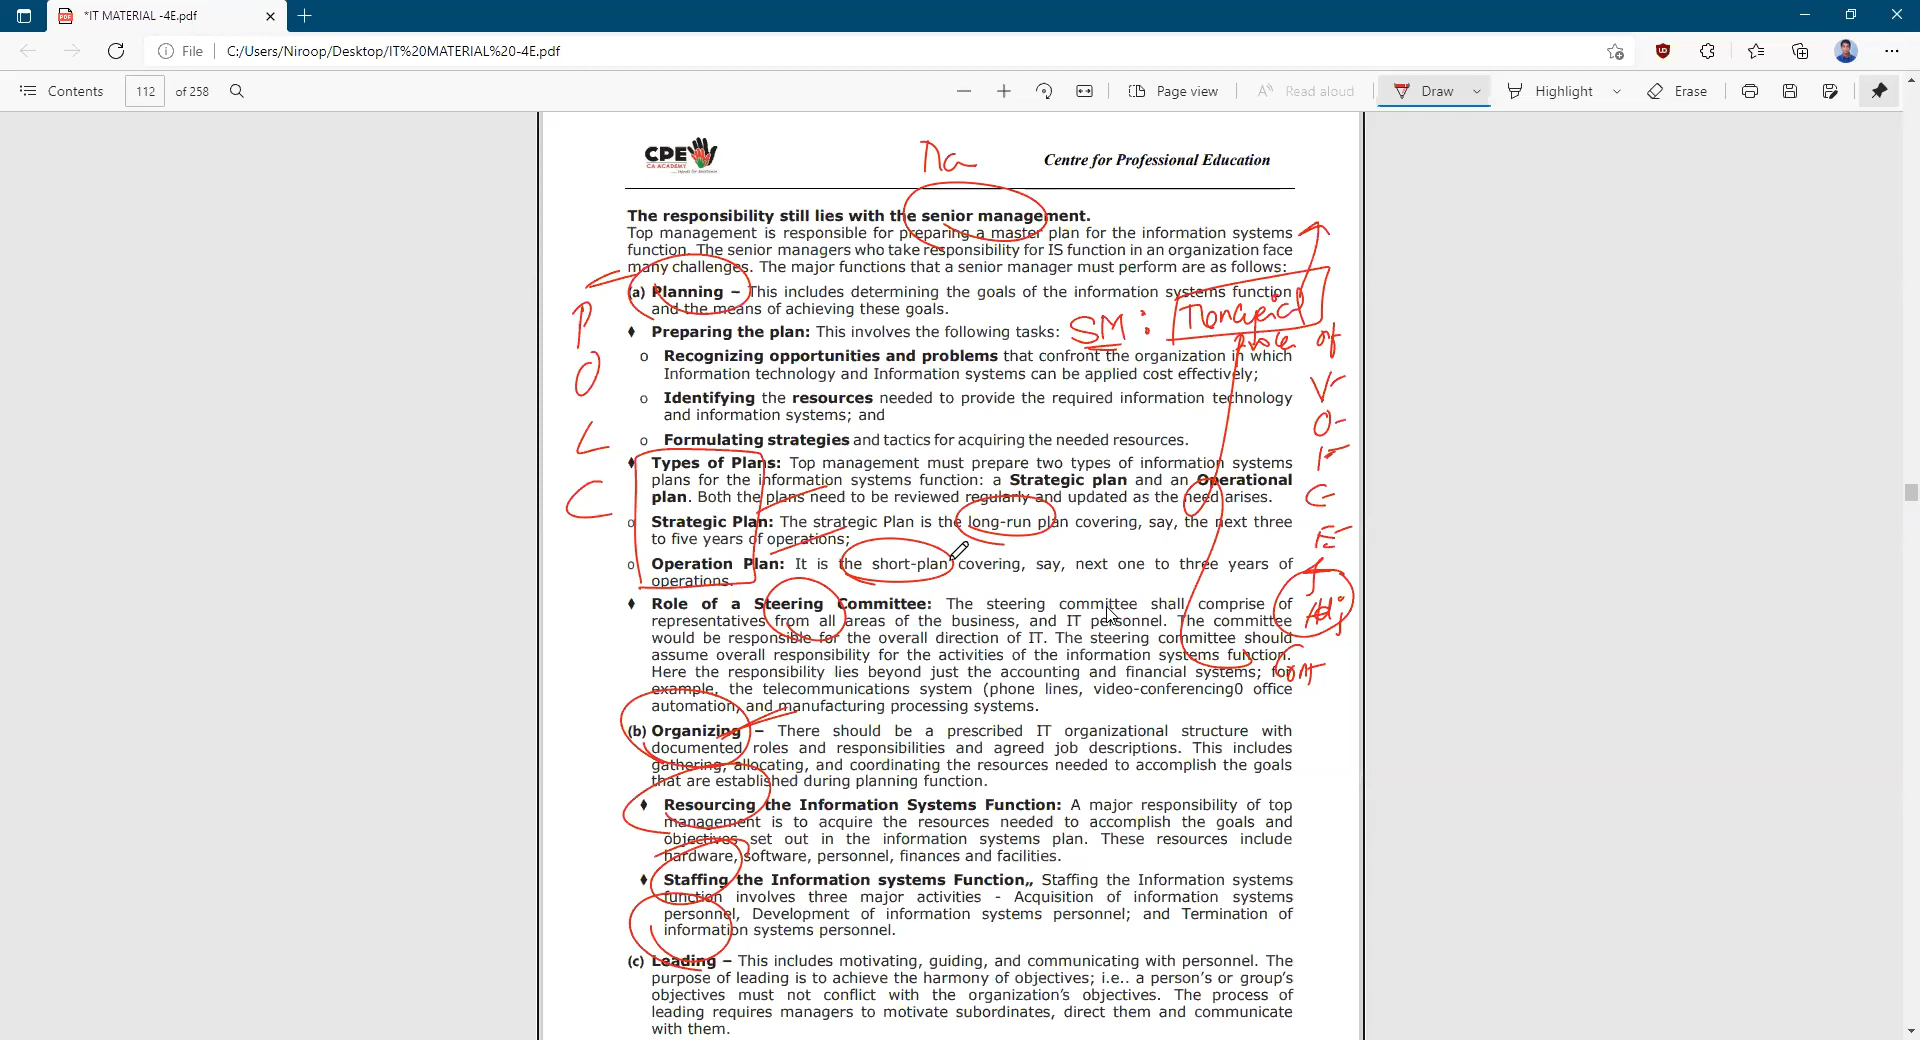 *IT MATERIAL -4E.pdf
File
C:/Users/Niroop/Desktop/IT%20MATERIAL%20-4E.pdf
Contents 112 of 258 Page view Read aloud Draw Highlight Erase
CPE
CA ACADEMY
Centre for Professional Education
The responsibility still lies with the senior management.
Top management is responsible for preparing a master plan for the information systems
function. The senior managers who take responsibility for IS function in an organization face
many challenges. The major functions that a senior manager must perform are as follows:
(a) Planning – This includes determining the goals of the information systems function
and the means of achieving these goals.
♦ Preparing the plan: This involves the following tasks:
SM :
o Recognizing opportunities and problems that confront the organization in which
Information technology and Information systems can be applied cost effectively;
o Identifying the resources needed to provide the required information technology
and information systems; and
o Formulating strategies and tactics for acquiring the needed resources.
♦ Types of Plans: Top management must prepare two types of information systems
plans for the information systems function: a Strategic plan and an Operational
plan. Both the plans need to be reviewed regularly and updated as the need arises.
o Strategic Plan: The strategic Plan is the long-run plan covering, say, the next three
to five years of operations;
o Operation Plan: It is the short-plan covering, say, next one to three years of
operations.
♦ Role of a Steering Committee: The steering committee shall comprise of
representatives from all areas of the business, and IT personnel. The committee
would be responsible for the overall direction of IT. The steering committee should
assume overall responsibility for the activities of the information systems function.
Here the responsibility lies beyond just the accounting and financial systems; for
example, the telecommunications system (phone lines, video-conferencing0 office
automation, and manufacturing processing systems.
(b) Organizing – There should be a prescribed IT organizational structure with
documented roles and responsibilities and agreed job descriptions. This includes
gathering, allocating, and coordinating the resources needed to accomplish the goals
that are established during planning function.
♦ Resourcing the Information Systems Function: A major responsibility of top
management is to acquire the resources needed to accomplish the goals and
objectives set out in the information systems plan. These resources include
hardware, software, personnel, finances and facilities.
♦ Staffing the Information systems Function„ Staffing the Information systems
function involves three major activities - Acquisition of information systems
personnel, Development of information systems personnel; and Termination of
information systems personnel.
(c) Leading – This includes motivating, guiding, and communicating with personnel. The
purpose of leading is to achieve the harmony of objectives; i.e.. a person's or group's
objectives must not conflict with the organization's objectives. The process of
leading requires managers to motivate subordinates, direct them and communicate
with them.
P
O
L
C